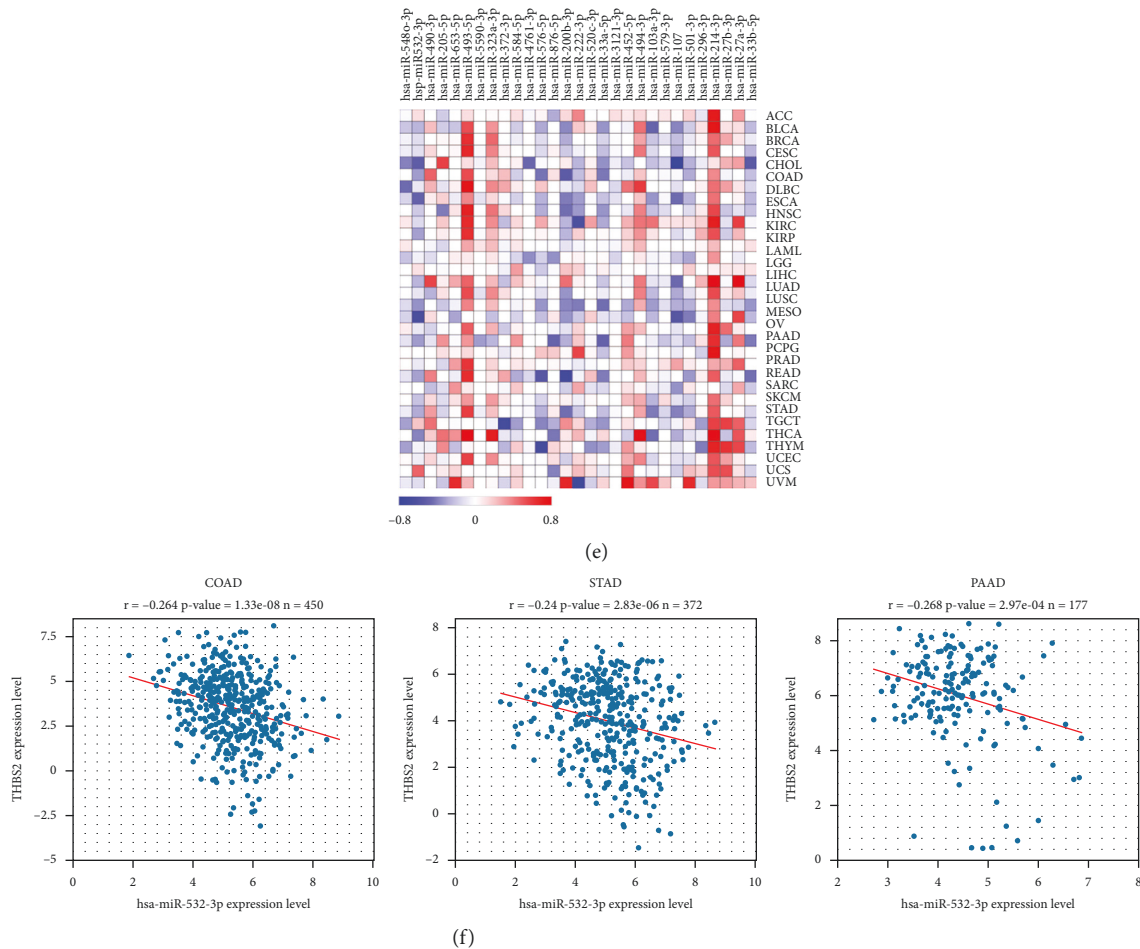 hsa-miR-548o-3p
hsp-miR532-3p
hsa-miR-490-3p
hsa-miR-205-5p
hsa-miR-653-5p
hsa-miR-493-5p
hsa-miR-5590-3p
hsa-miR-323a-3p
hsa-miR-372-3p
hsa-miR-584-5p
hsa-miR-4761-3p
hsa-miR-576-5p
hsa-miR-876-5p
hsa-miR-200b-3p
hsa-miR-222-3p
hsa-miR-520c-3p
hsa-miR-33a-5p
hsa-miR-3121-3p
hsa-miR-452-5p
hsa-miR-494-3p
hsa-miR-103a-3p
hsa-miR-579-3p
hsa-miR-107
hsa-miR-501-3p
hsa-miR-296-3p
hsa-miR-214-3p
hsa-miR-27b-3p
hsa-miR-27a-3p
hsa-miR-33b-5p
ACC
BLCA
BRCA
CESC
CHOL
COAD
DLBC
ESCA
HNSC
KIRC
KIRP
LAML
LGG
LIHC
LUAD
LUSC
MESO
OV
PAAD
PCPG
PRAD
READ
SARC
SKCM
STAD
TGCT
THCA
THYM
UCEC
UCS
UVM
−0.8 0 0.8
(e)
COAD
r = −0.264 p-value = 1.33e-08 n = 450
THBS2 expression level
7.5
5
2.5
0
−2.5
−5
0 2 4 6 8 10
hsa-miR-532-3p expression level
STAD
r = −0.24 p-value = 2.83e-06 n = 372
THBS2 expression level
8
6
4
2
0
−2
0 2 4 6 8 10
hsa-miR-532-3p expression level
PAAD
r = −0.268 p-value = 2.97e-04 n = 177
THBS2 expression level
8
6
4
2
0
2 3 4 5 6 7 8
hsa-miR-532-3p expression level
(f)